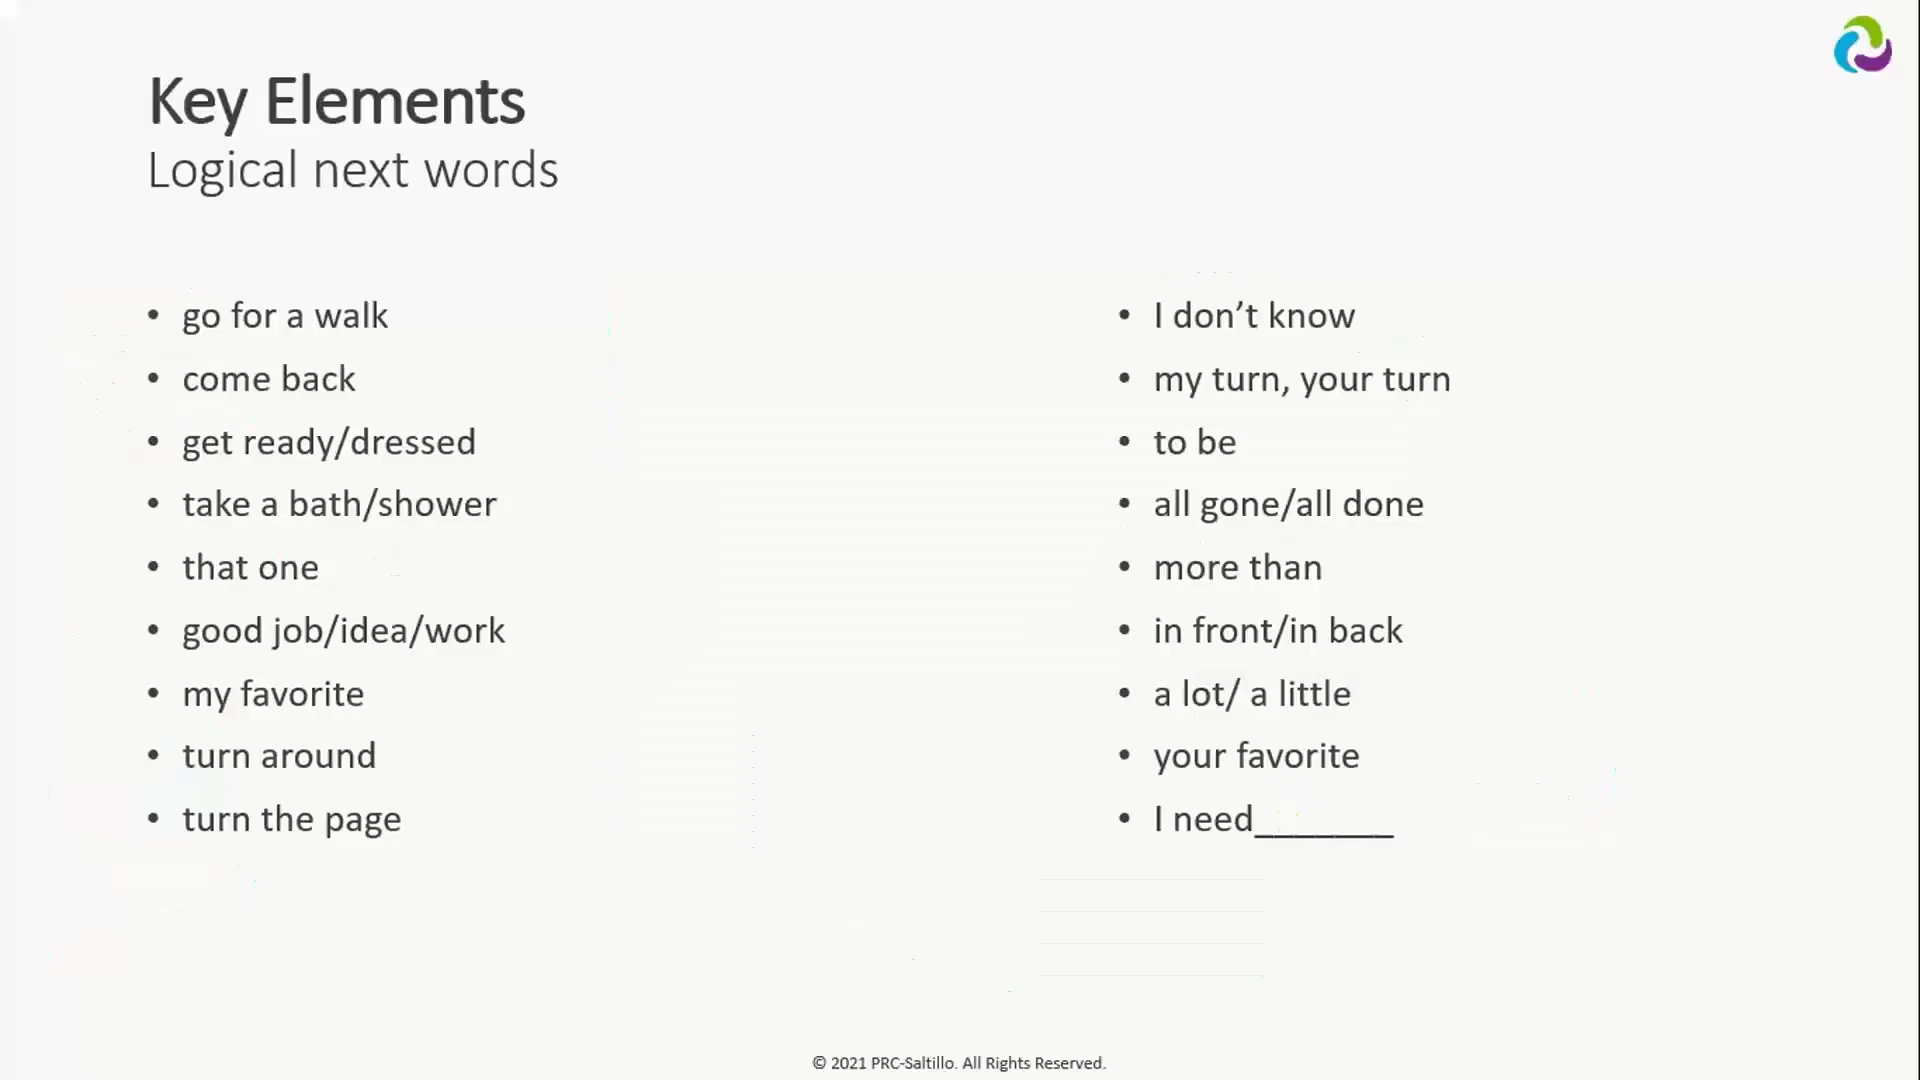 Key Elements
Logical next words
• go for a walk
• come back
• get ready/dressed
• take a bath/shower
• that one
• good job/idea/work
• my favorite
• turn around
• turn the page
• I don’t know
• my turn, your turn
• to be
• all gone/all done
• more than
• in front/in back
• a lot/ a little
• your favorite
• I need_______
© 2021 PRC-Saltillo. All Rights Reserved.